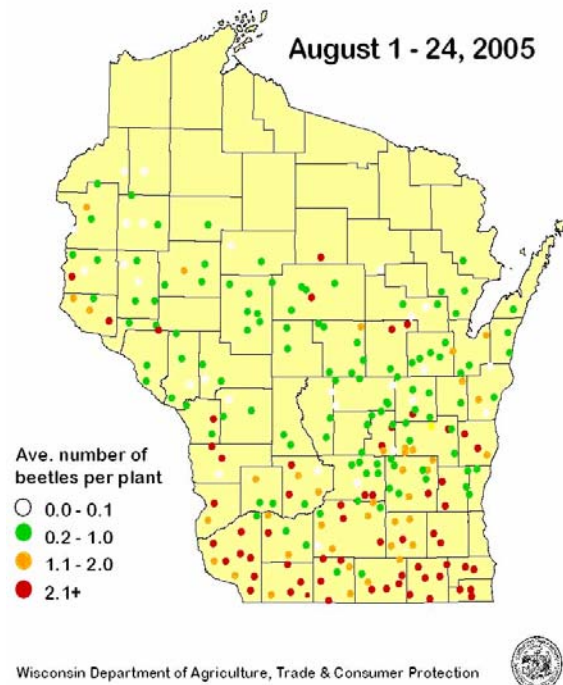 August 1 - 24, 2005
Ave. number of
beetles per plant
0.0 - 0.1
0.2 - 1.0
1.1 - 2.0
2.1+
Wisconsin Department of Agriculture, Trade & Consumer Protection